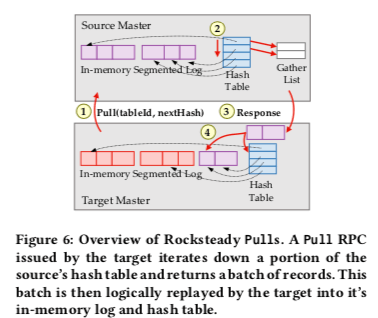 Source Master
2
In-memory Segmented Log
Hash
Table
Gather
List
1 Pull(tableId, nextHash)
3 Response
4
In-memory Segmented Log
Hash
Table
Target Master
Figure 6: Overview of Rocksteady Pulls. A Pull RPC
issued by the target iterates down a portion of the
source's hash table and returns a batch of records. This
batch is then logically replayed by the target into it's
in-memory log and hash table.